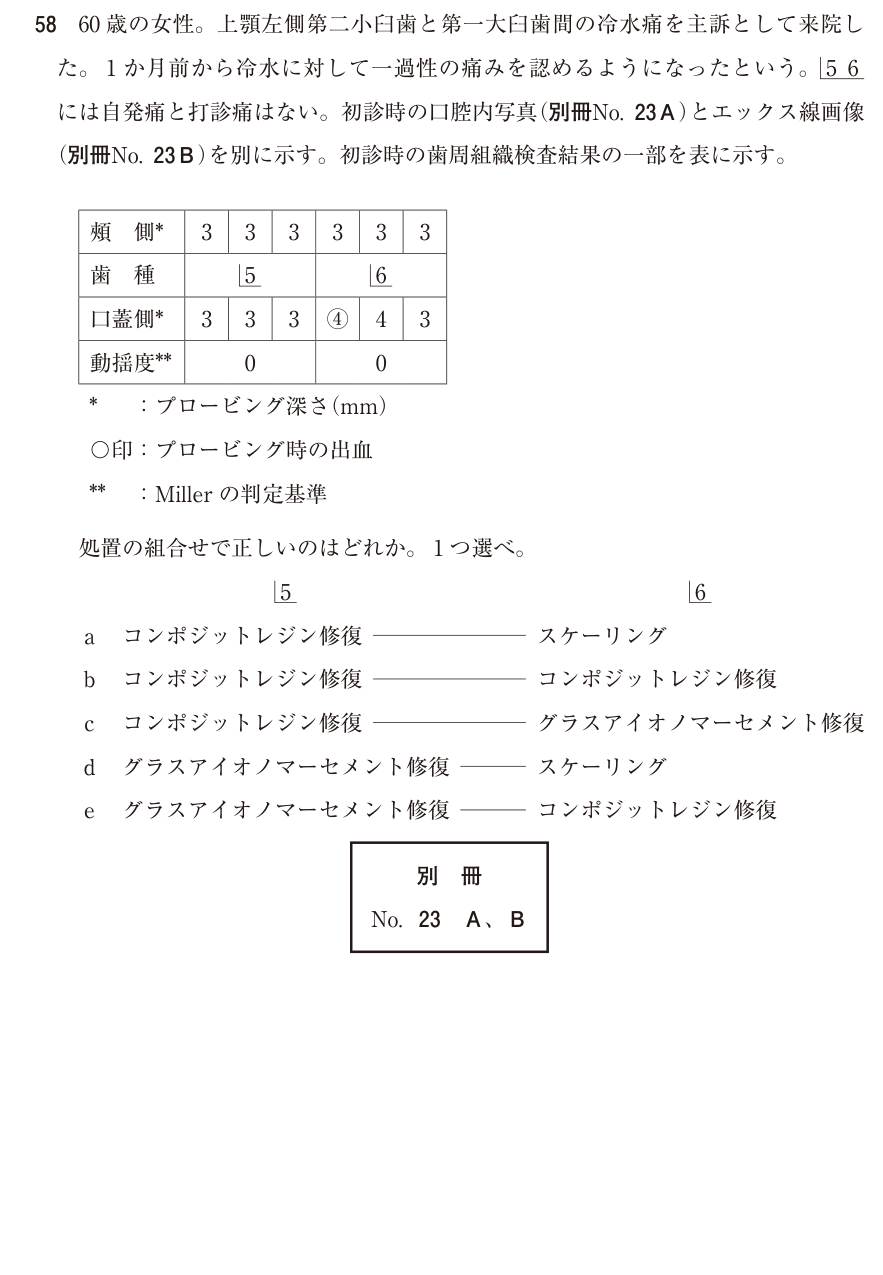 58 60歳の女性。上顎左側第二小臼歯と第一大臼歯間の冷水痛を主訴として来院し
た。1か月前から冷水に対して一過性の痛みを認めるようになったという。5 6
には自発痛と打診痛はない。初診時の口腔内写真(別冊No. 23A)とエックス線画像
(別冊No. 23B)を別に示す。初診時の歯周組織検査結果の一部を表に示す。
頰 側* 3 3 3 3 3 3
歯 種 5 6
口蓋側* 3 3 3 ④ 4 3
動揺度** 0 0
* :プロービング深さ(mm)
○印:プロービング時の出血
** :Millerの判定基準
処置の組合せで正しいのはどれか。1つ選べ。
5 6
a コンポジットレジン修復 ――― スケーリング
b コンポジットレジン修復 ――― コンポジットレジン修復
c コンポジットレジン修復 ――― グラスアイオノマーセメント修復
d グラスアイオノマーセメント修復 ――― スケーリング
e グラスアイオノマーセメント修復 ――― コンポジットレジン修復
別 冊
No. 23 A、B